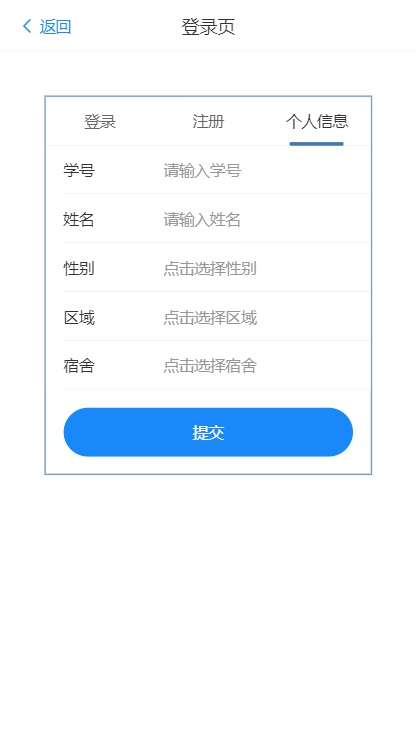 返回 登录页
登录 注册 个人信息
学号 请输入学号
姓名 请输入姓名
性别 点击选择性别
区域 点击选择区域
宿舍 点击选择宿舍
提交